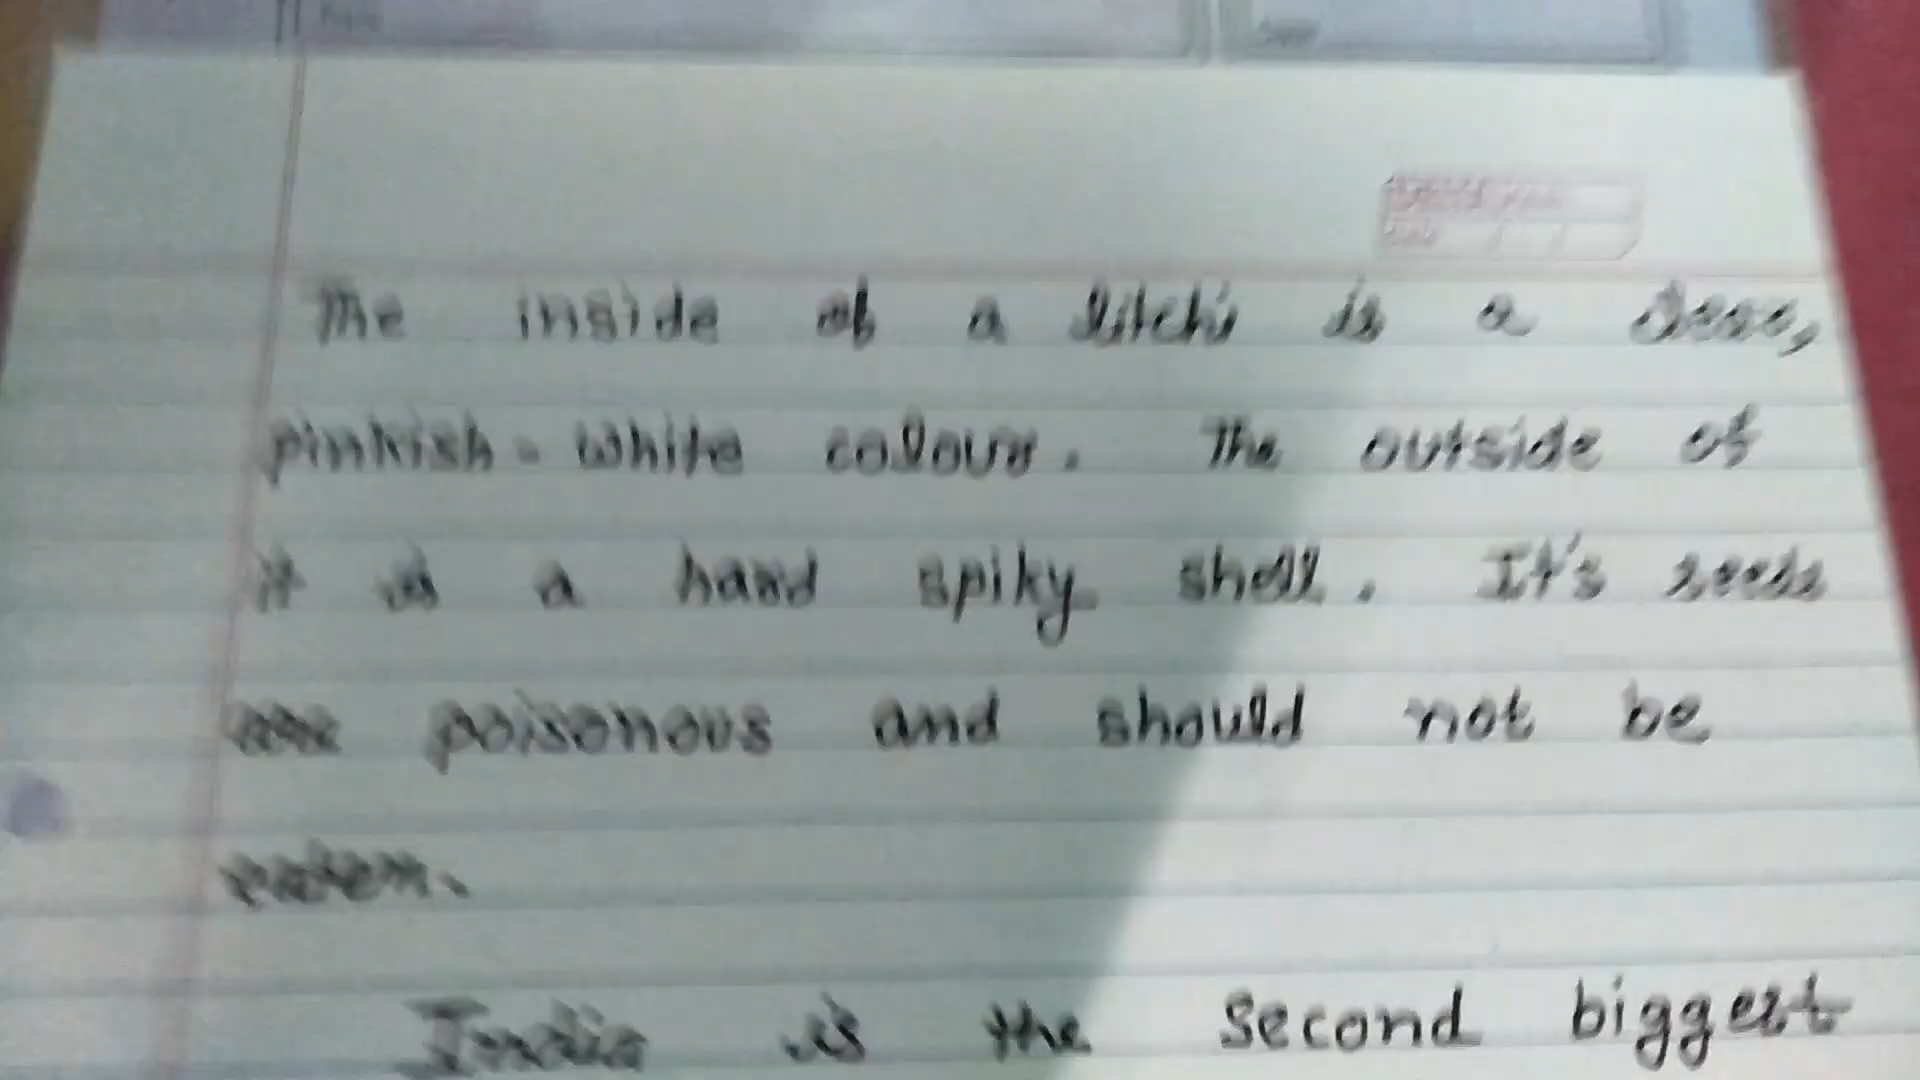 The inside of a litchi is a
pinkish-white colour. The outside of
it is a hard spiky shell. It's seeds
are poisonous and should not be
eaten.
India is the second biggest